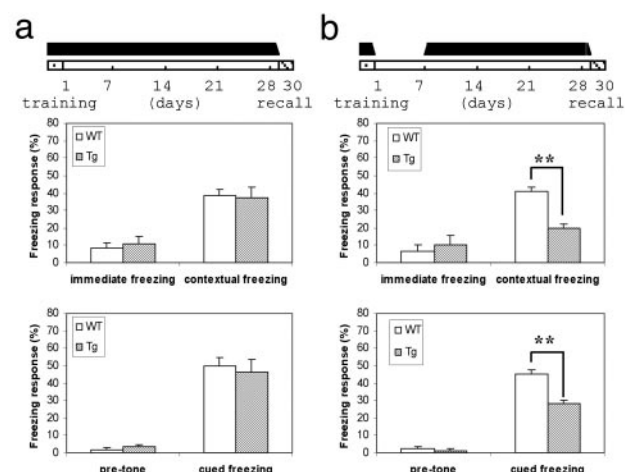 a
1 7 14 21 28 30
training (days) recall
Freezing response (%)
80
70
60
50
40
30
20
10
0
WT
Tg
immediate freezing contextual freezing
Freezing response (%)
80
70
60
50
40
30
20
10
0
WT
Tg
pre-tone cued freezing
b
1 7 14 21 28 30
training (days) recall
Freezing response (%)
80
70
60
50
40
30
20
10
0
WT
Tg
**
immediate freezing contextual freezing
Freezing response (%)
80
70
60
50
40
30
20
10
0
WT
Tg
**
pre-tone cued freezing